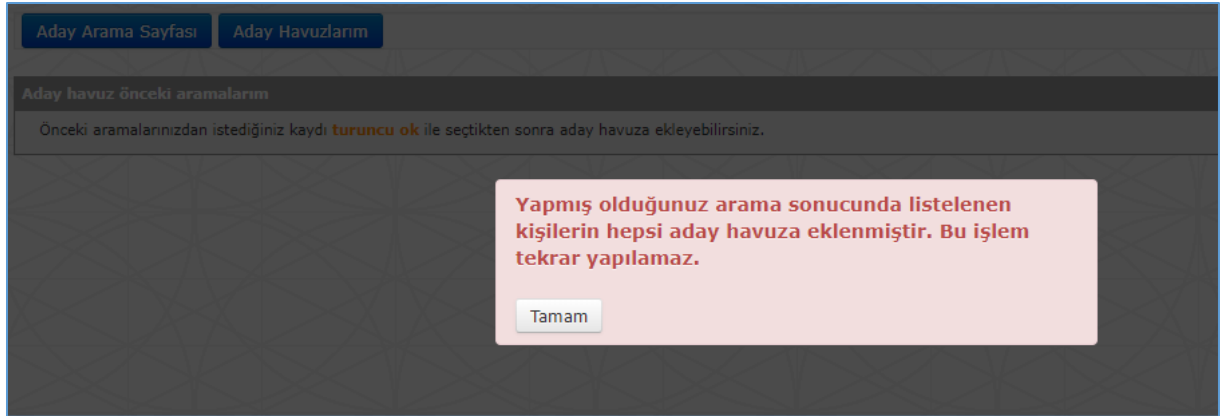 Aday Arama Sayfası Aday Havuzlarım
Aday havuz önceki aramalarım
Önceki aramalarınızdan istediğiniz kaydı turuncu ok ile seçtikten sonra aday havuza ekleyebilirsiniz.
Yapmış olduğunuz arama sonucunda listelenen
kişilerin hepsi aday havuza eklenmiştir. Bu işlem
tekrar yapılamaz.
Tamam